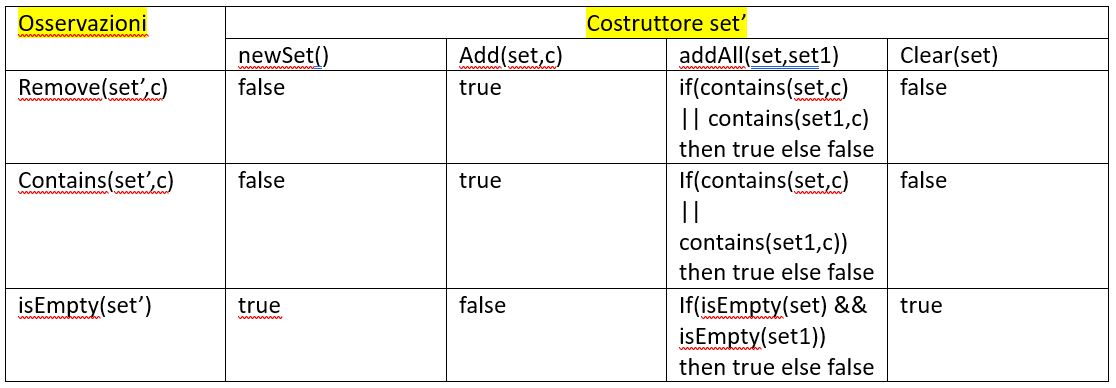 Osservazioni
Costruttore set’
newSet()
Add(set,c)
addAll(set,set1)
Clear(set)
Remove(set’,c)
false
true
if(contains(set,c)
|| contains(set1,c)
then true else false
false
Contains(set’,c)
false
true
If(contains(set,c)
||
contains(set1,c))
then true else false
false
isEmpty(set’)
true
false
If(isEmpty(set) &&
isEmpty(set1))
then true else false
true